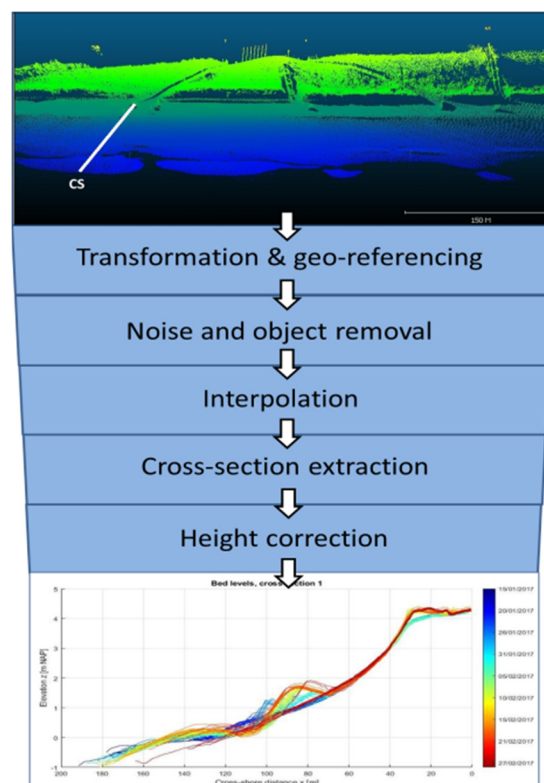 CS
150 M
Transformation & geo-referencing
Noise and object removal
Interpolation
Cross-section extraction
Height correction
Bed levels, cross-section 1
5
4
3
2
1
0
-1
Elevation z [m NAP]
200 180 160 140 120 100 80 60 40 20 0
Cross-shore distance x [m]
15/01/2017
20/01/2017
26/01/2017
31/01/2017
05/02/2017
10/02/2017
16/02/2017
21/02/2017
27/02/2017